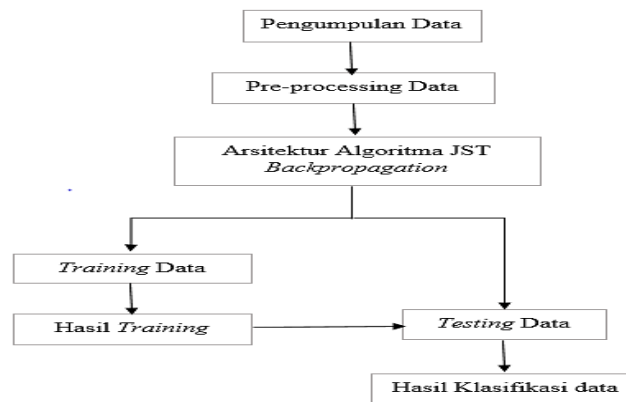 Pengumpulan Data
Pre-processing Data
Arsitektur Algoritma JST
Backpropagation
Training Data
Hasil Training
Testing Data
Hasil Klasifikasi data